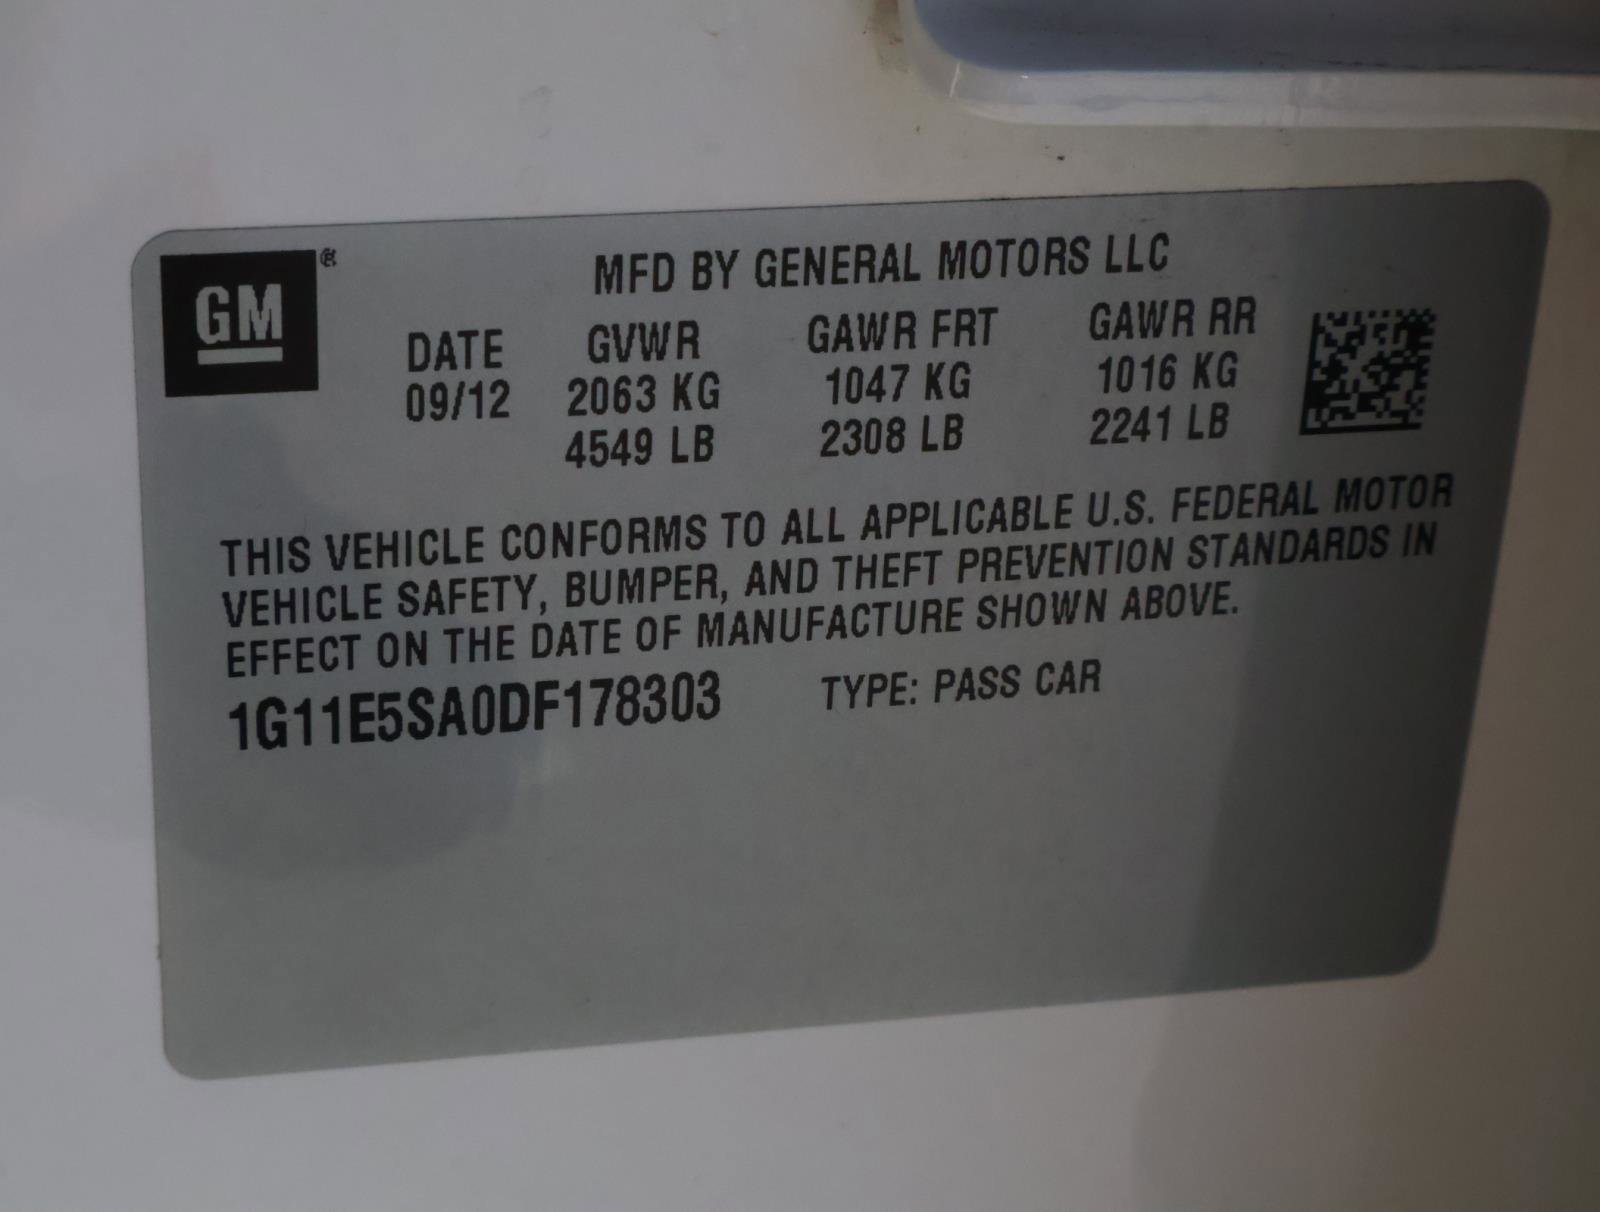 GM®
MFD BY GENERAL MOTORS LLC
DATE GVWR GAWR FRT GAWR RR
09/12 2063 KG 1047 KG 1016 KG
4549 LB 2308 LB 2241 LB
THIS VEHICLE CONFORMS TO ALL APPLICABLE U.S. FEDERAL MOTOR
VEHICLE SAFETY, BUMPER, AND THEFT PREVENTION STANDARDS IN
EFFECT ON THE DATE OF MANUFACTURE SHOWN ABOVE.
1G11E5SA0DF178303 TYPE: PASS CAR